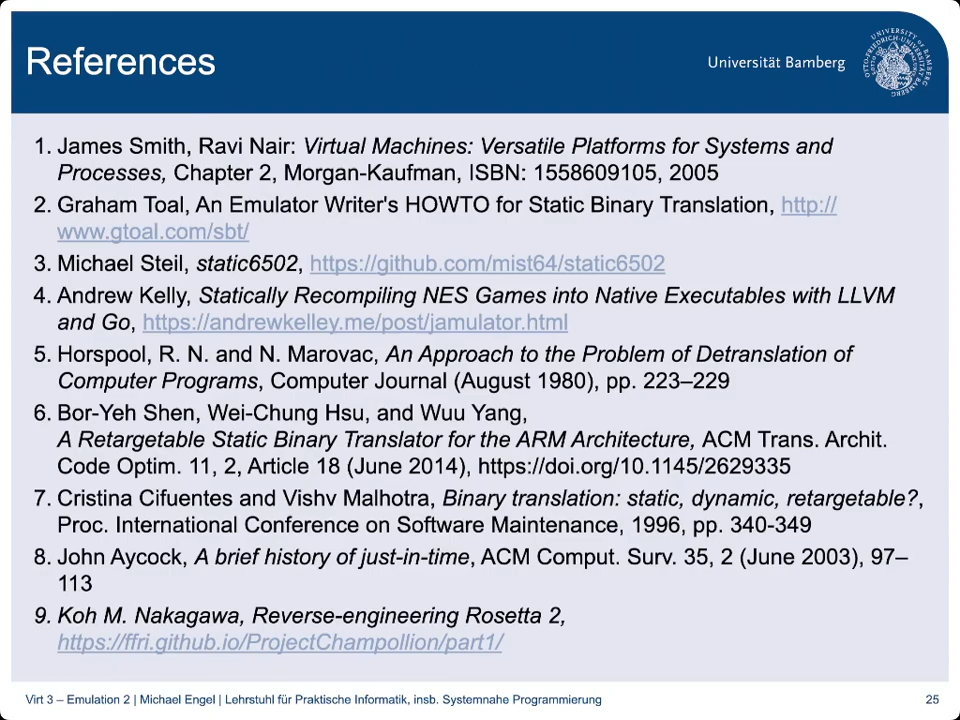 References
Universität Bamberg
OTTO-FRIEDRICH-UNIVERSITÄT BAMBERG
UNIVERSITY of BAMBERG
1. James Smith, Ravi Nair: Virtual Machines: Versatile Platforms for Systems and
Processes, Chapter 2, Morgan-Kaufman, ISBN: 1558609105, 2005
2. Graham Toal, An Emulator Writer's HOWTO for Static Binary Translation, http://
www.gtoal.com/sbt/
3. Michael Steil, static6502, https://github.com/mist64/static6502
4. Andrew Kelly, Statically Recompiling NES Games into Native Executables with LLVM
and Go, https://andrewkelley.me/post/jamulator.html
5. Horspool, R. N. and N. Marovac, An Approach to the Problem of Detranslation of
Computer Programs, Computer Journal (August 1980), pp. 223–229
6. Bor-Yeh Shen, Wei-Chung Hsu, and Wuu Yang,
A Retargetable Static Binary Translator for the ARM Architecture, ACM Trans. Archit.
Code Optim. 11, 2, Article 18 (June 2014), https://doi.org/10.1145/2629335
7. Cristina Cifuentes and Vishv Malhotra, Binary translation: static, dynamic, retargetable?,
Proc. International Conference on Software Maintenance, 1996, pp. 340-349
8. John Aycock, A brief history of just-in-time, ACM Comput. Surv. 35, 2 (June 2003), 97–
113
9. Koh M. Nakagawa, Reverse-engineering Rosetta 2,
https://ffri.github.io/ProjectChampollion/part1/
Virt 3 – Emulation 2 | Michael Engel | Lehrstuhl für Praktische Informatik, insb. Systemnahe Programmierung
25